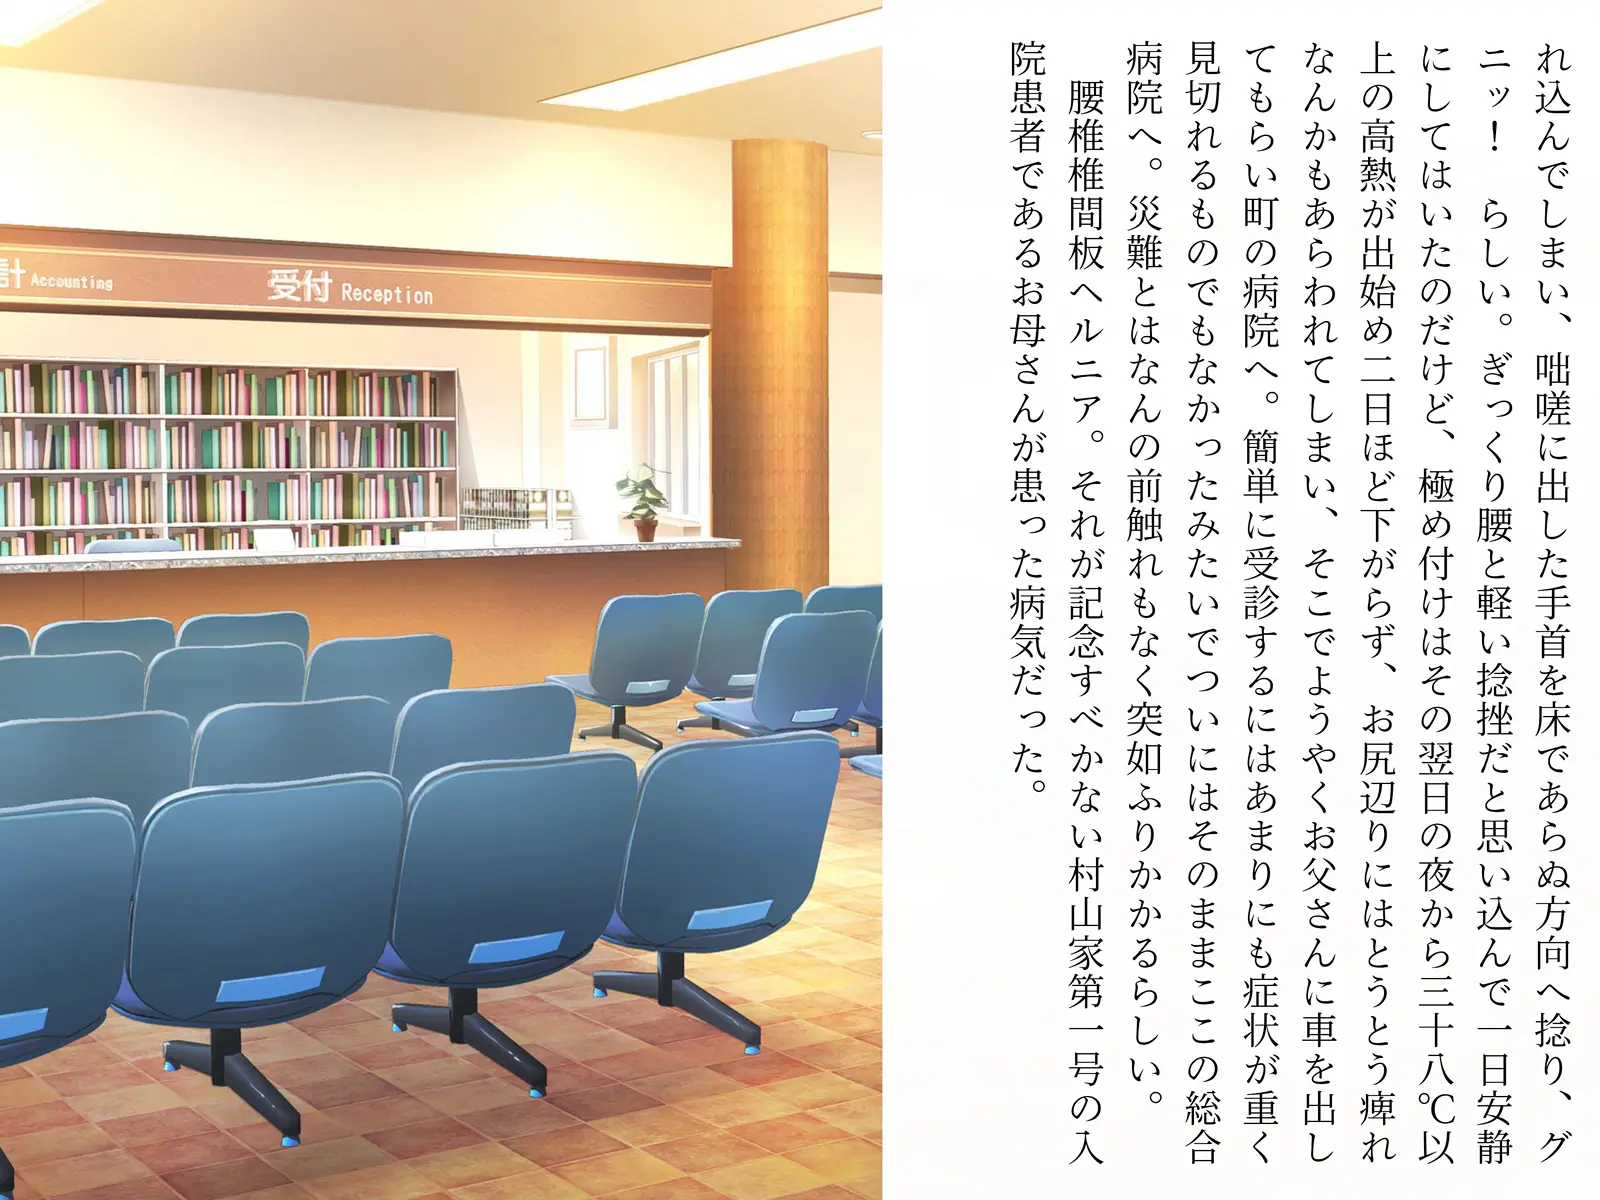 れ込んでしまい、咄嗟に出した手首を床であらぬ方向へ捻り、グ
ニッ！　らしい。ぎっくり腰と軽い捻挫だと思い込んで一日安静
にしてはいたのだけど、極め付けはその翌日の夜から三十八℃以
上の高熱が出始め二日ほど下がらず、お尻辺りにはとうとう痺れ
なんかもあらわれてしまい、そこでようやくお父さんに車を出し
てもらい町の病院へ。簡単に受診するにはあまりにも症状が重く
見切れるものでもなかったみたいでついにはそのままここの総合
病院へ。災難とはなんの前触れもなく突如ふりかかるらしい。
　腰椎椎間板ヘルニア。それが記念すべかない村山家第一号の入
院患者であるお母さんが患った病気だった。
計 Accounting
受付 Reception